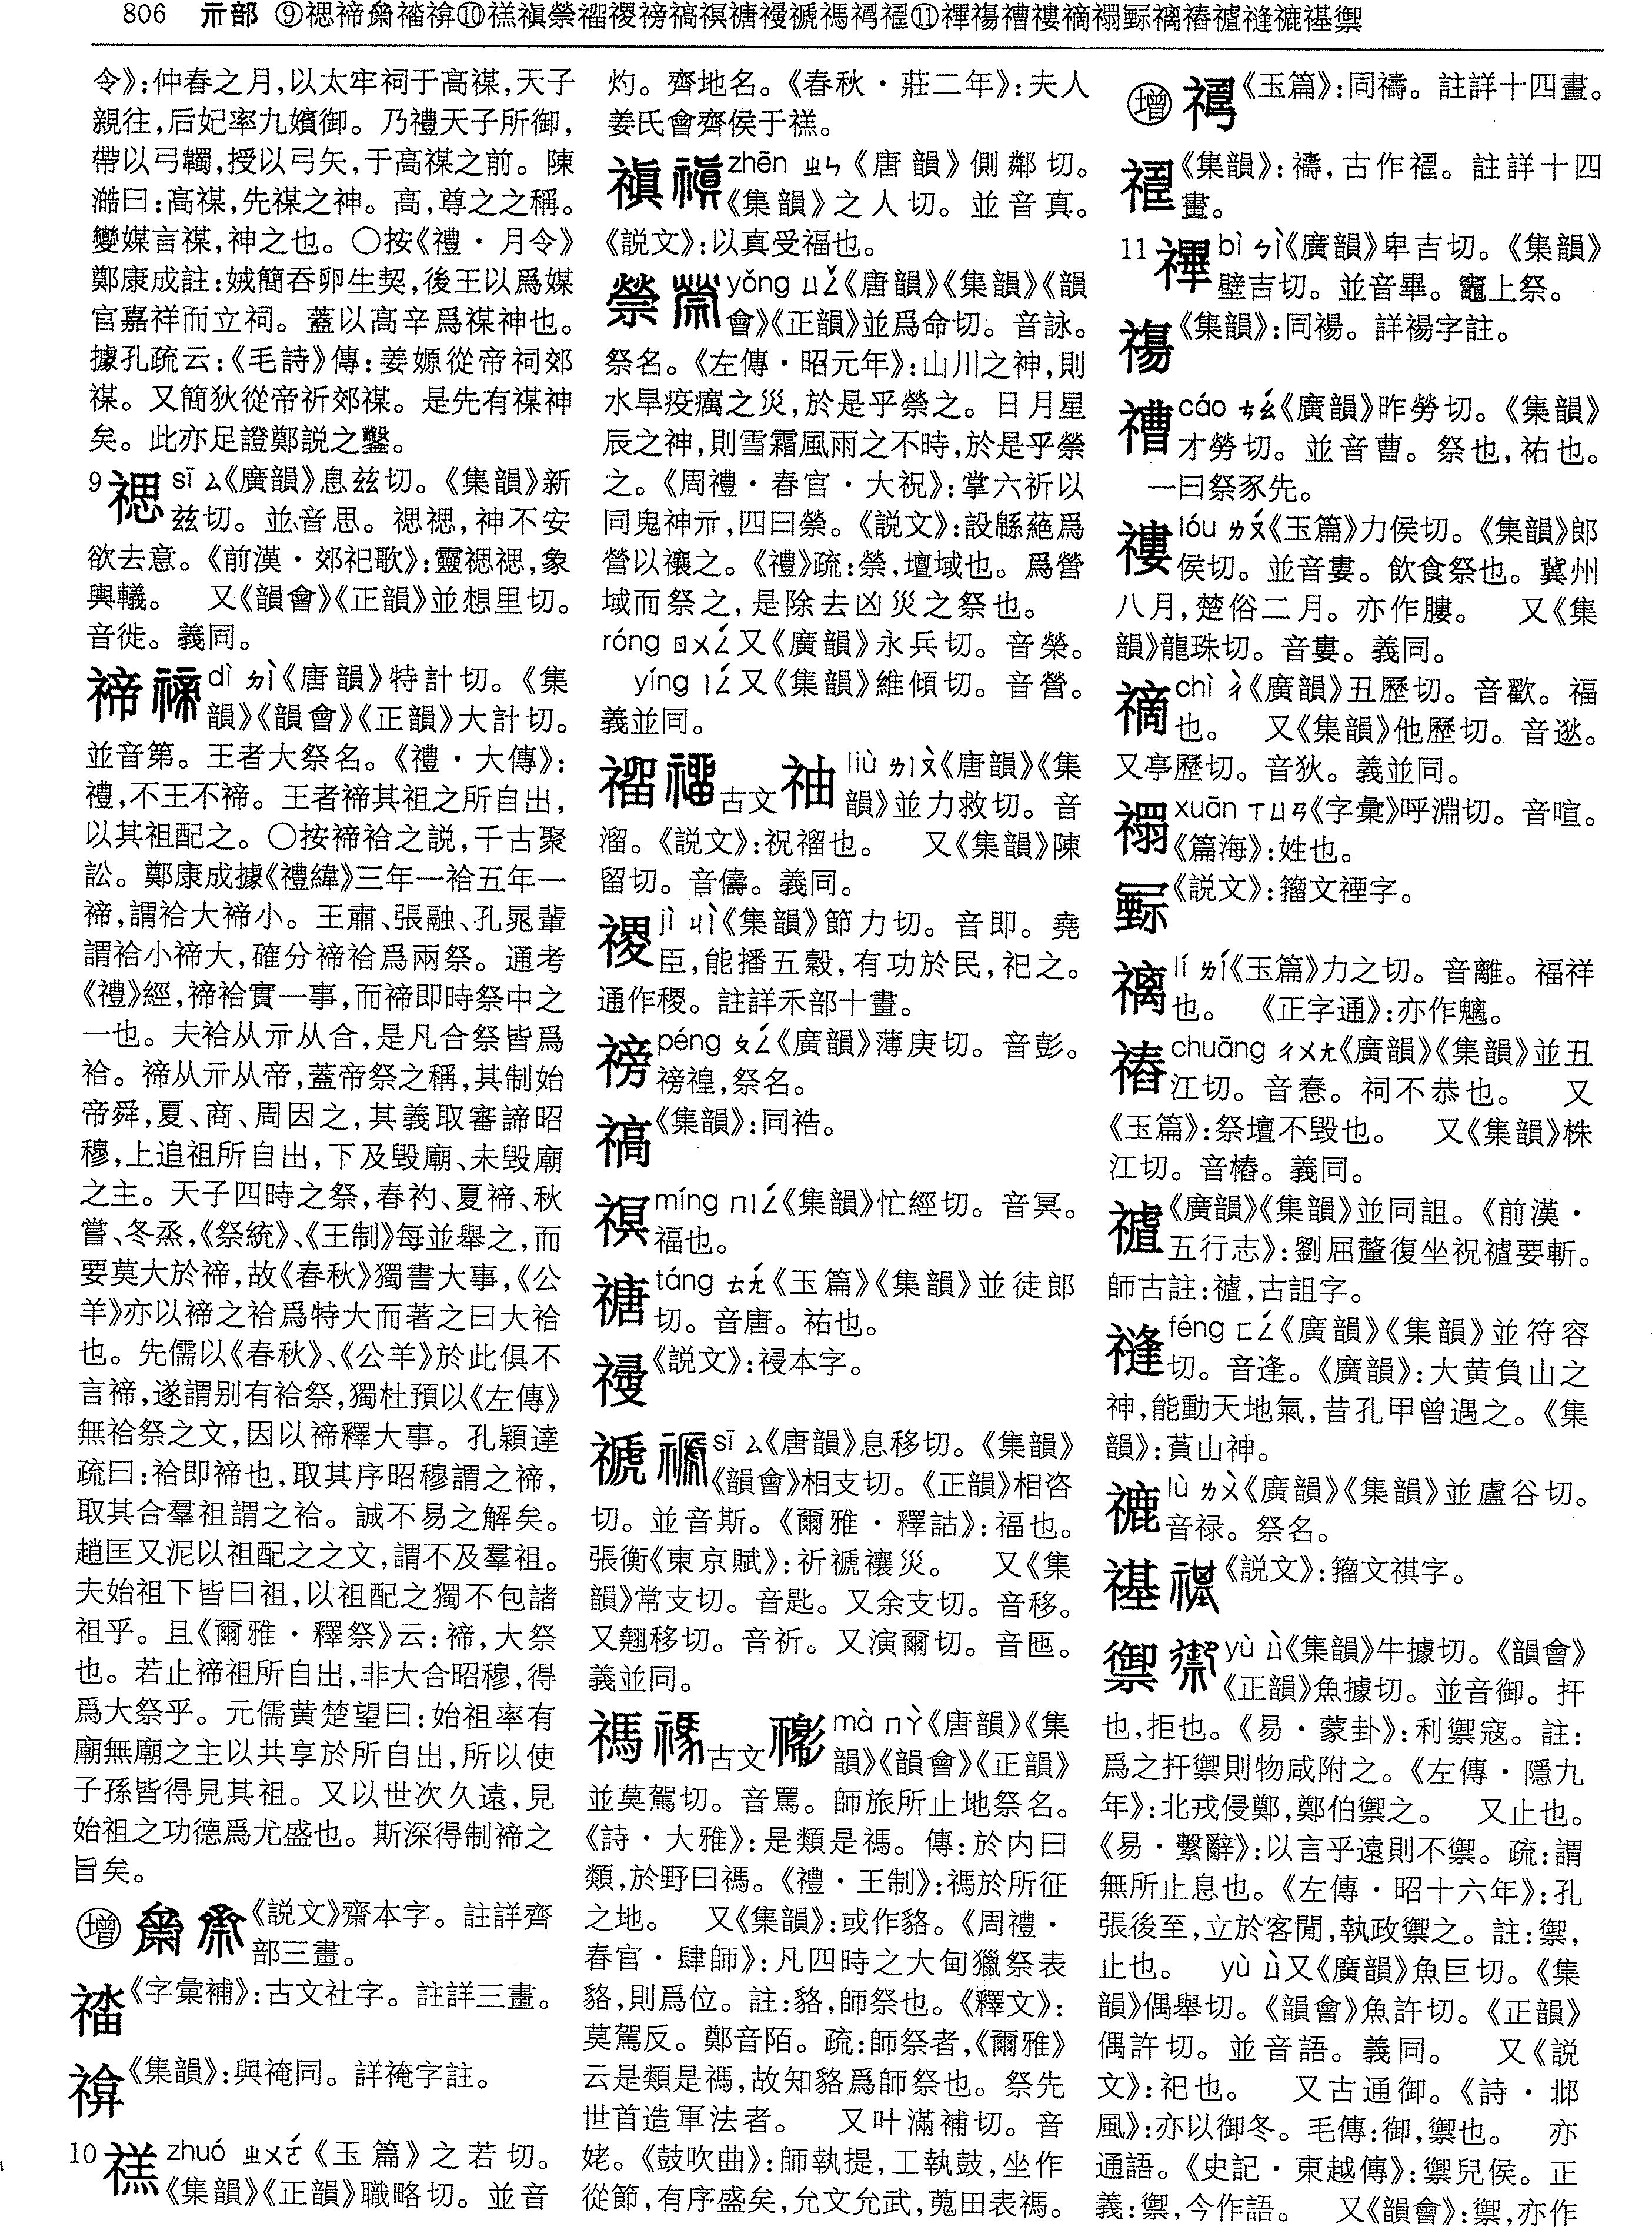 806 示部 ⑨禗禘𥛔𥛅𥚽⑩禚禛禜禠禝禡禞䄙禟祲禠禡禂禋⑪禪禓𥛬䄛䄜䄠𥛦𥛧𥛫𥛜䄝𥛞禥禦
令》:仲春之月,以太牢祠于高禖,天子
親往,后妃率九嬪御。乃禮天子所御,
帶以弓韣,授以弓矢,于高禖之前。陳
澔曰:高禖,先禖之神。高,尊之之稱。
變媒言禖,神之也。○按《禮·月令》
鄭康成註:娀簡吞卵生契,後王以爲媒
官嘉祥而立祠。蓋以高辛爲禖神也。
據孔疏云:《毛詩》傳:姜嫄從帝祠郊
禖。又簡狄從帝祈郊禖。是先有禖神
矣。此亦足證鄭説之鑿。
9 禗 sī ㄙ《廣韻》息兹切。《集韻》新
兹切。並音思。禗禗,神不安
欲去意。《前漢·郊祀歌》:靈禗禗,象
輿轙。 又《韻會》《正韻》並想里切。
音徙。義同。
禘 dì ㄉㄧˋ《唐韻》特計切。《集
韻》《韻會》《正韻》大計切。
並音第。王者大祭名。《禮·大傳》:
禮,不王不禘。王者禘其祖之所自出,
以其祖配之。○按禘祫之説,千古聚
訟。鄭康成據《禮緯》三年一祫五年一
禘,謂祫大禘小。王肅、張融、孔晁輩
謂祫小禘大,確分禘祫爲兩祭。通考
《禮》經,禘祫實一事,而禘即時祭中之
一也。夫祫从示从合,是凡合祭皆爲
祫。禘从示从帝,蓋帝祭之稱,其制始
帝舜,夏、商、周因之,其義取審諦昭
穆,上追祖所自出,下及毀廟、未毀廟
之主。天子四時之祭,春礿、夏禘、秋
嘗、冬烝,《祭統》、《王制》每並舉之,而
要莫大於禘,故《春秋》獨書大事,《公
羊》亦以禘之祫爲特大而著之曰大祫
也。先儒以《春秋》、《公羊》於此俱不
言禘,遂謂別有祫祭,獨杜預以《左傳》
無祫祭之文,因以禘釋大事。孔穎達
疏曰:祫即禘也,取其序昭穆謂之禘,
取其合羣祖謂之祫。誠不易之解矣。
趙匡又泥以祖配之之文,謂不及羣祖。
夫始祖下皆曰祖,以祖配之獨不包諸
祖乎。且《爾雅·釋祭》云:禘,大祭
也。若止禘祖所自出,非大合昭穆,得
爲大祭乎。元儒黄楚望曰:始祖率有
廟無廟之主以共享於所自出,所以使
子孫皆得見其祖。又以世次久遠,見
始祖之功德爲尤盛也。斯深得制禘之
旨矣。
增 《説文》齋本字。註詳齊
部三畫。
《字彙補》:古文社字。註詳三畫。
《集韻》:與䄋同。詳䄋字註。
10 禚 zhuó ㄓㄨㄛˊ《玉篇》之若切。
《集韻》《正韻》職略切。並音
灼。齊地名。《春秋·莊二年》:夫人
姜氏會齊侯于禚。
禛 zhēn ㄓㄣ《唐韻》側鄰切。
《集韻》之人切。並音真。
《説文》:以真受福也。
禜 yǒng ㄩㄥˇ《唐韻》《集韻》《韻
會》《正韻》並爲命切。音詠。
祭名。《左傳·昭元年》:山川之神,則
水旱疫癘之災,於是乎禜之。日月星
辰之神,則雪霜風雨之不時,於是乎禜
之。《周禮·春官·大祝》:掌六祈以
同鬼神示,四曰禜。《説文》:設緜蕝爲
營以禳之。《禮》疏:禜,壇域也。爲營
域而祭之,是除去凶災之祭也。
róng ㄖㄨㄥˊ又《廣韻》永兵切。音榮。
yíng ㄧㄥˊ又《集韻》維傾切。音營。
義並同。
䄂 古文 䄂 liù ㄌㄧㄡˋ《唐韻》《集
韻》並力救切。音
溜。《説文》:祝𥛅也。 又《集韻》陳
留切。音儔。義同。
禝 jì ㄐㄧˋ《集韻》節力切。音即。堯
臣,能播五穀,有功於民,祀之。
通作稷。註詳禾部十畫。
䄘 péng ㄆㄥˊ《廣韻》薄庚切。音彭。
䄘䄓,祭名。
禞 《集韻》:同祰。
䄙 míng ㄇㄧㄥˊ《集韻》忙經切。音冥。
福也。
禟 táng ㄊㄤˊ《玉篇》《集韻》並徒郎
切。音唐。祐也。
《説文》:祲本字。
禠 sī ㄙ《唐韻》息移切。《集韻》
《韻會》相支切。《正韻》相咨
切。並音斯。《爾雅·釋詁》:福也。
張衡《東京賦》:祈禠禳災。 又《集
韻》常支切。音匙。又余支切。音移。
又翹移切。音祈。又演爾切。音匜。
義並同。
禡 古文 mà ㄇㄚˋ《唐韻》《集
韻》《韻會》《正韻》
並莫駕切。音罵。師旅所止地祭名。
《詩·大雅》:是類是禡。傳:於内曰
類,於野曰禡。《禮·王制》:禡於所征
之地。 又《集韻》:或作貉。《周禮·
春官·肆師》:凡四時之大甸獵祭表
貉,則爲位。註:貉,師祭也。《釋文》:
莫駕反。鄭音陌。疏:師祭者,《爾雅》
云是類是禡,故知貉爲師祭也。祭先
世首造軍法者。 又叶滿補切。音
姥。《鼓吹曲》:師執提,工執鼓,坐作
從節,有序盛矣,允文允武,蒐田表禡。
增 《玉篇》:同禱。註詳十四畫。
《集韻》:禱,古作禋。註詳十四
畫。
11 bì ㄅㄧˋ《廣韻》卑吉切。《集韻》
壁吉切。並音畢。竈上祭。
《集韻》:同禓。詳禓字註。
cáo ㄘㄠˊ《廣韻》昨勞切。《集韻》
才勞切。並音曹。祭也,祐也。
一曰祭豕先。
lóu ㄌㄡˊ《玉篇》力侯切。《集韻》郎
侯切。並音婁。飲食祭也。冀州
八月,楚俗二月。亦作膢。 又《集
韻》龍珠切。音婁。義同。
chì ㄔˋ《廣韻》丑歷切。音歡。福
也。 又《集韻》他歷切。音逖。
又亭歷切。音狄。義並同。
xuān ㄒㄩㄢ《字彙》呼淵切。音喧。
《篇海》:姓也。
《説文》:籀文禋字。
lí ㄌㄧˊ《玉篇》力之切。音離。福祥
也。 《正字通》:亦作魑。
chuāng ㄔㄨㄤ《廣韻》《集韻》並丑
江切。音惷。祠不恭也。 又
《玉篇》:祭壇不毀也。 又《集韻》株
江切。音樁。義同。
《廣韻》《集韻》並同詛。《前漢·
五行志》:劉屈氂復坐祝䄟要斬。
師古註:䄟,古詛字。
féng ㄈㄥˊ《廣韻》《集韻》並符容
切。音逢。《廣韻》:大黄負山之
神,能動天地氣,昔孔甲曾遇之。《集
韻》:萯山神。
lù ㄌㄨˋ《廣韻》《集韻》並盧谷切。
音禄。祭名。
《説文》:籀文祺字。
禦 yù ㄩˋ《集韻》牛據切。《韻會》
《正韻》魚據切。並音御。扞
也,拒也。《易·蒙卦》:利禦寇。註:
爲之扞禦則物咸附之。《左傳·隱九
年》:北戎侵鄭,鄭伯禦之。 又止也。
《易·繫辭》:以言乎遠則不禦。疏:謂
無所止息也。《左傳·昭十六年》:孔
張後至,立於客閒,執政禦之。註:禦,
止也。 yù ㄩˋ又《廣韻》魚巨切。《集
韻》偶舉切。《韻會》魚許切。《正韻》
偶許切。並音語。義同。 又《説
文》:祀也。 又古通御。《詩·邶
風》:亦以御冬。毛傳:御,禦也。 亦
通語。《史記·東越傳》:禦兒侯。正
義:禦,今作語。 又《韻會》:禦,亦作